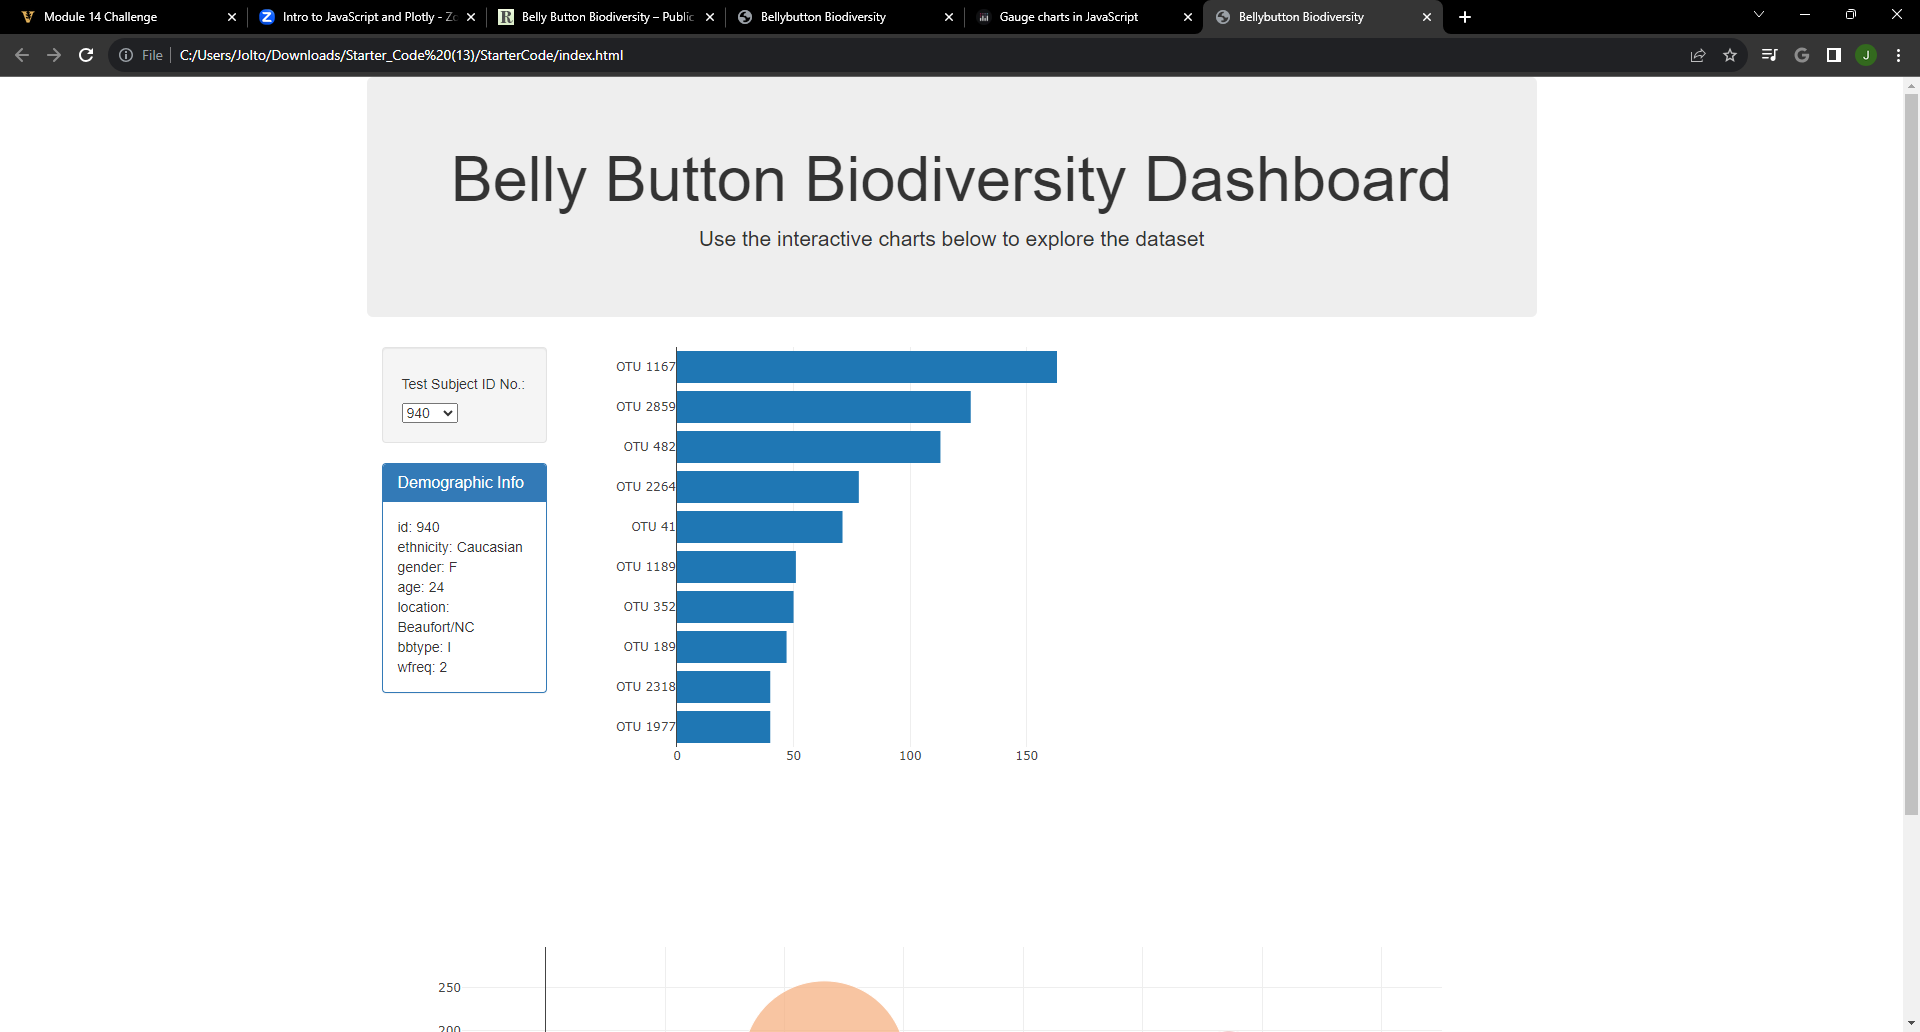 Module 14 Challenge
Intro to JavaScript and Plotly - Zo
Belly Button Biodiversity – Public
Bellybutton Biodiversity
Gauge charts in JavaScript
Bellybutton Biodiversity
File
C:/Users/Jolto/Downloads/Starter_Code%20(13)/StarterCode/index.html
J
Belly Button Biodiversity Dashboard
Use the interactive charts below to explore the dataset
Test Subject ID No.:
940
Demographic Info
id: 940
ethnicity: Caucasian
gender: F
age: 24
location:
Beaufort/NC
bbtype: I
wfreq: 2
OTU 1167
OTU 2859
OTU 482
OTU 2264
OTU 41
OTU 1189
OTU 352
OTU 189
OTU 2318
OTU 1977
0 50 100 150
250
200